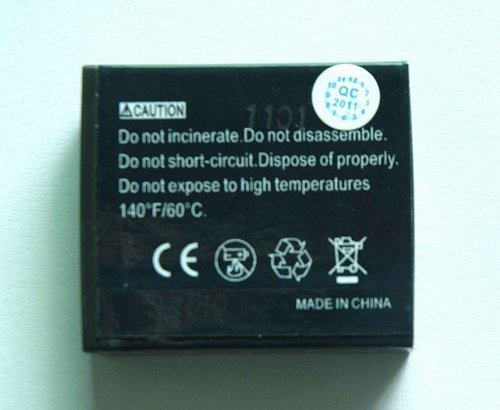 QC
2011
CAUTION
1101
Do not incinerate.Do not disassemble.
Do not short-circuit.Dispose of properly.
Do not expose to high temperatures
140°F/60°C.
CE
MADE IN CHINA